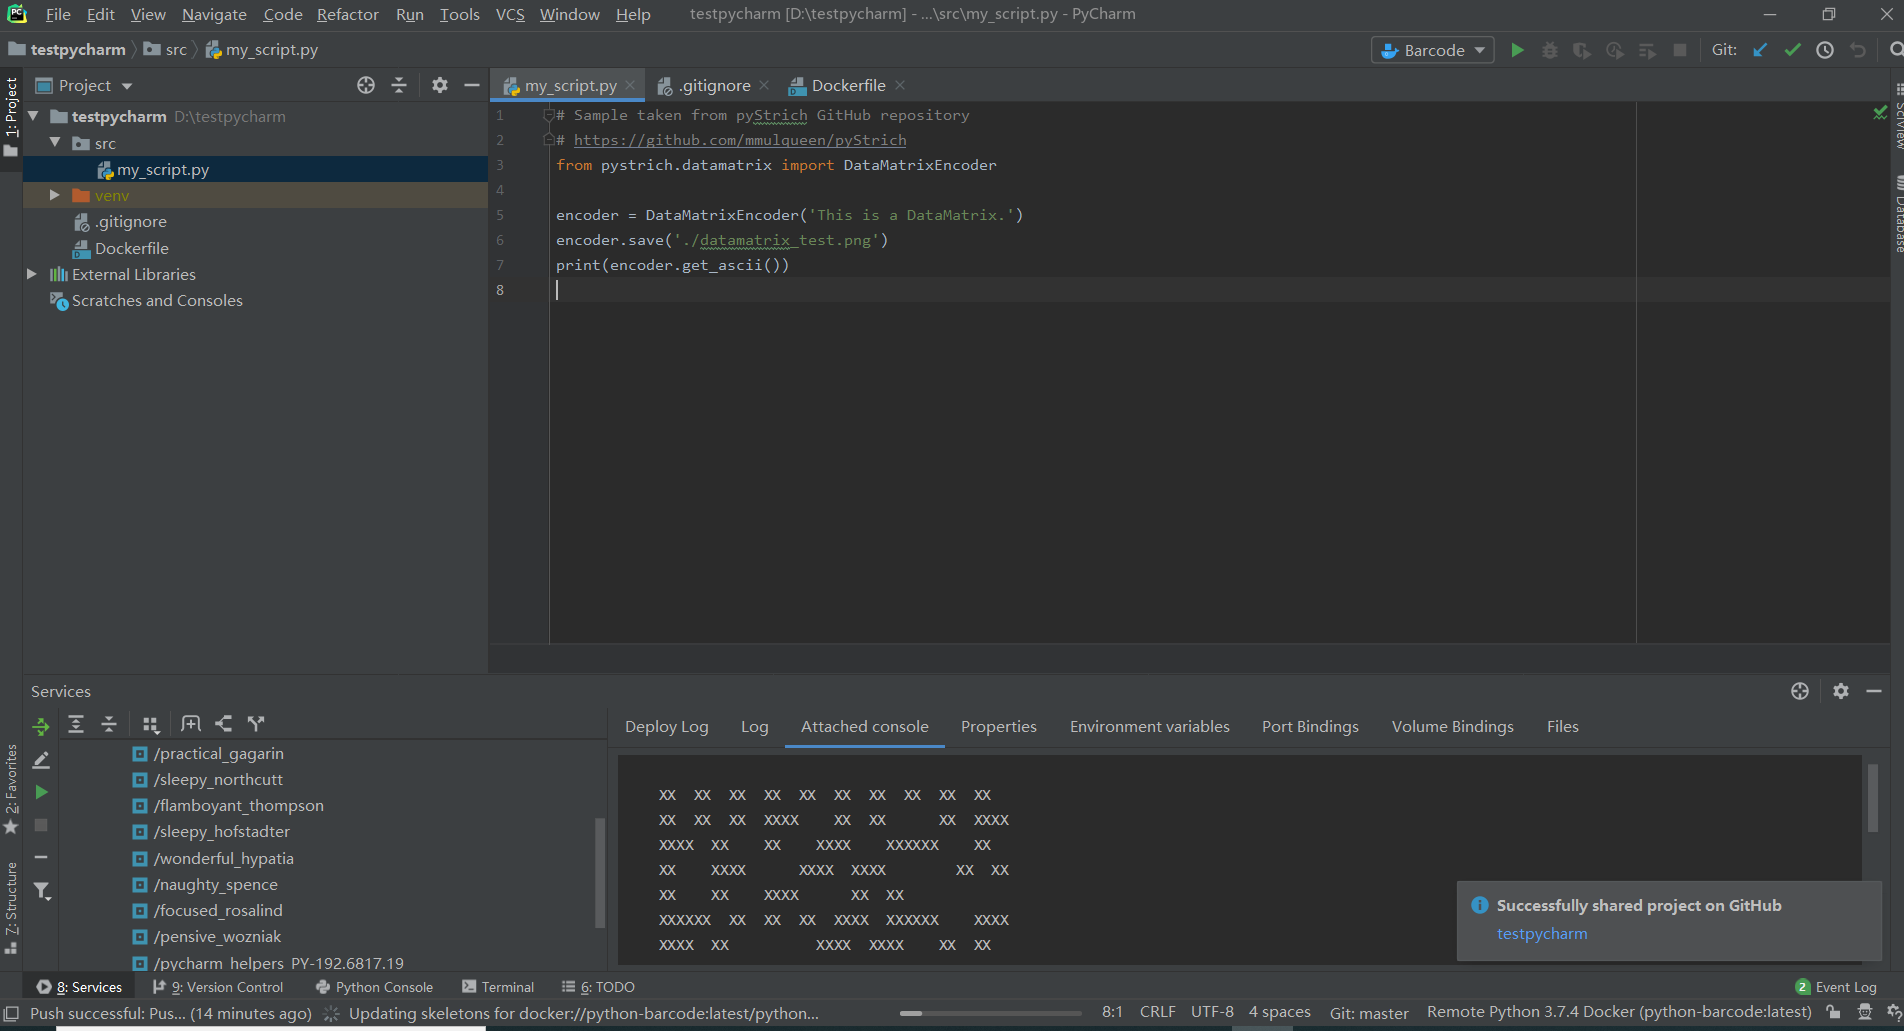 PC File Edit View Navigate Code Refactor Run Tools VCS Window Help testpycharm [D:\testpycharm] - ...\src\my_script.py - PyCharm
testpycharm src my_script.py Barcode Git:
1: Project
Project
testpycharm D:\testpycharm
src
my_script.py
venv
.gitignore
Dockerfile
External Libraries
Scratches and Consoles
my_script.py .gitignore Dockerfile
1 # Sample taken from pyStrich GitHub repository
2 # https://github.com/mmulqueen/pyStrich
3 from pystrich.datamatrix import DataMatrixEncoder
4
5 encoder = DataMatrixEncoder('This is a DataMatrix.')
6 encoder.save('./datamatrix_test.png')
7 print(encoder.get_ascii())
8
SciView
Database
Services
2: Favorites
Z: Structure
/practical_gagarin
/sleepy_northcutt
/flamboyant_thompson
/sleepy_hofstadter
/wonderful_hypatia
/naughty_spence
/focused_rosalind
/pensive_wozniak
/pycharm_helpers_PY-192.6817.19
Deploy Log Log Attached console Properties Environment variables Port Bindings Volume Bindings Files
XX  XX  XX  XX  XX  XX  XX  XX  XX  XX
XX  XX  XX  XXXX    XX  XX      XX  XXXX
XXXX  XX    XX    XXXX    XXXXXX    XX
XX    XXXX      XXXX  XXXX        XX  XX
XX    XX    XXXX      XX  XX
XXXXXX  XX  XX  XX  XXXX  XXXXXX    XXXX
XXXX  XX          XXXX  XXXX    XX  XX
Successfully shared project on GitHub
testpycharm
8: Services 9: Version Control Python Console Terminal 6: TODO 2 Event Log
Push successful: Pus... (14 minutes ago) Updating skeletons for docker://python-barcode:latest/python... 8:1 CRLF UTF-8 4 spaces Git: master Remote Python 3.7.4 Docker (python-barcode:latest)